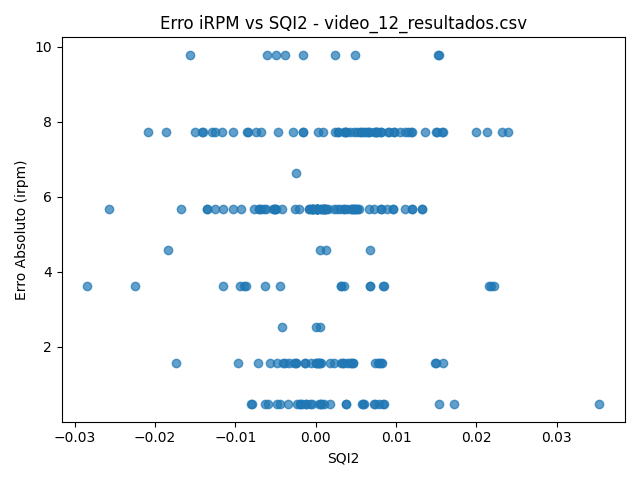 Erro iRPM vs SQI2 - video_12_resultados.csv
Erro Absoluto (irpm)
10
8
6
4
2
−0.03 −0.02 −0.01 0.00 0.01 0.02 0.03
SQI2